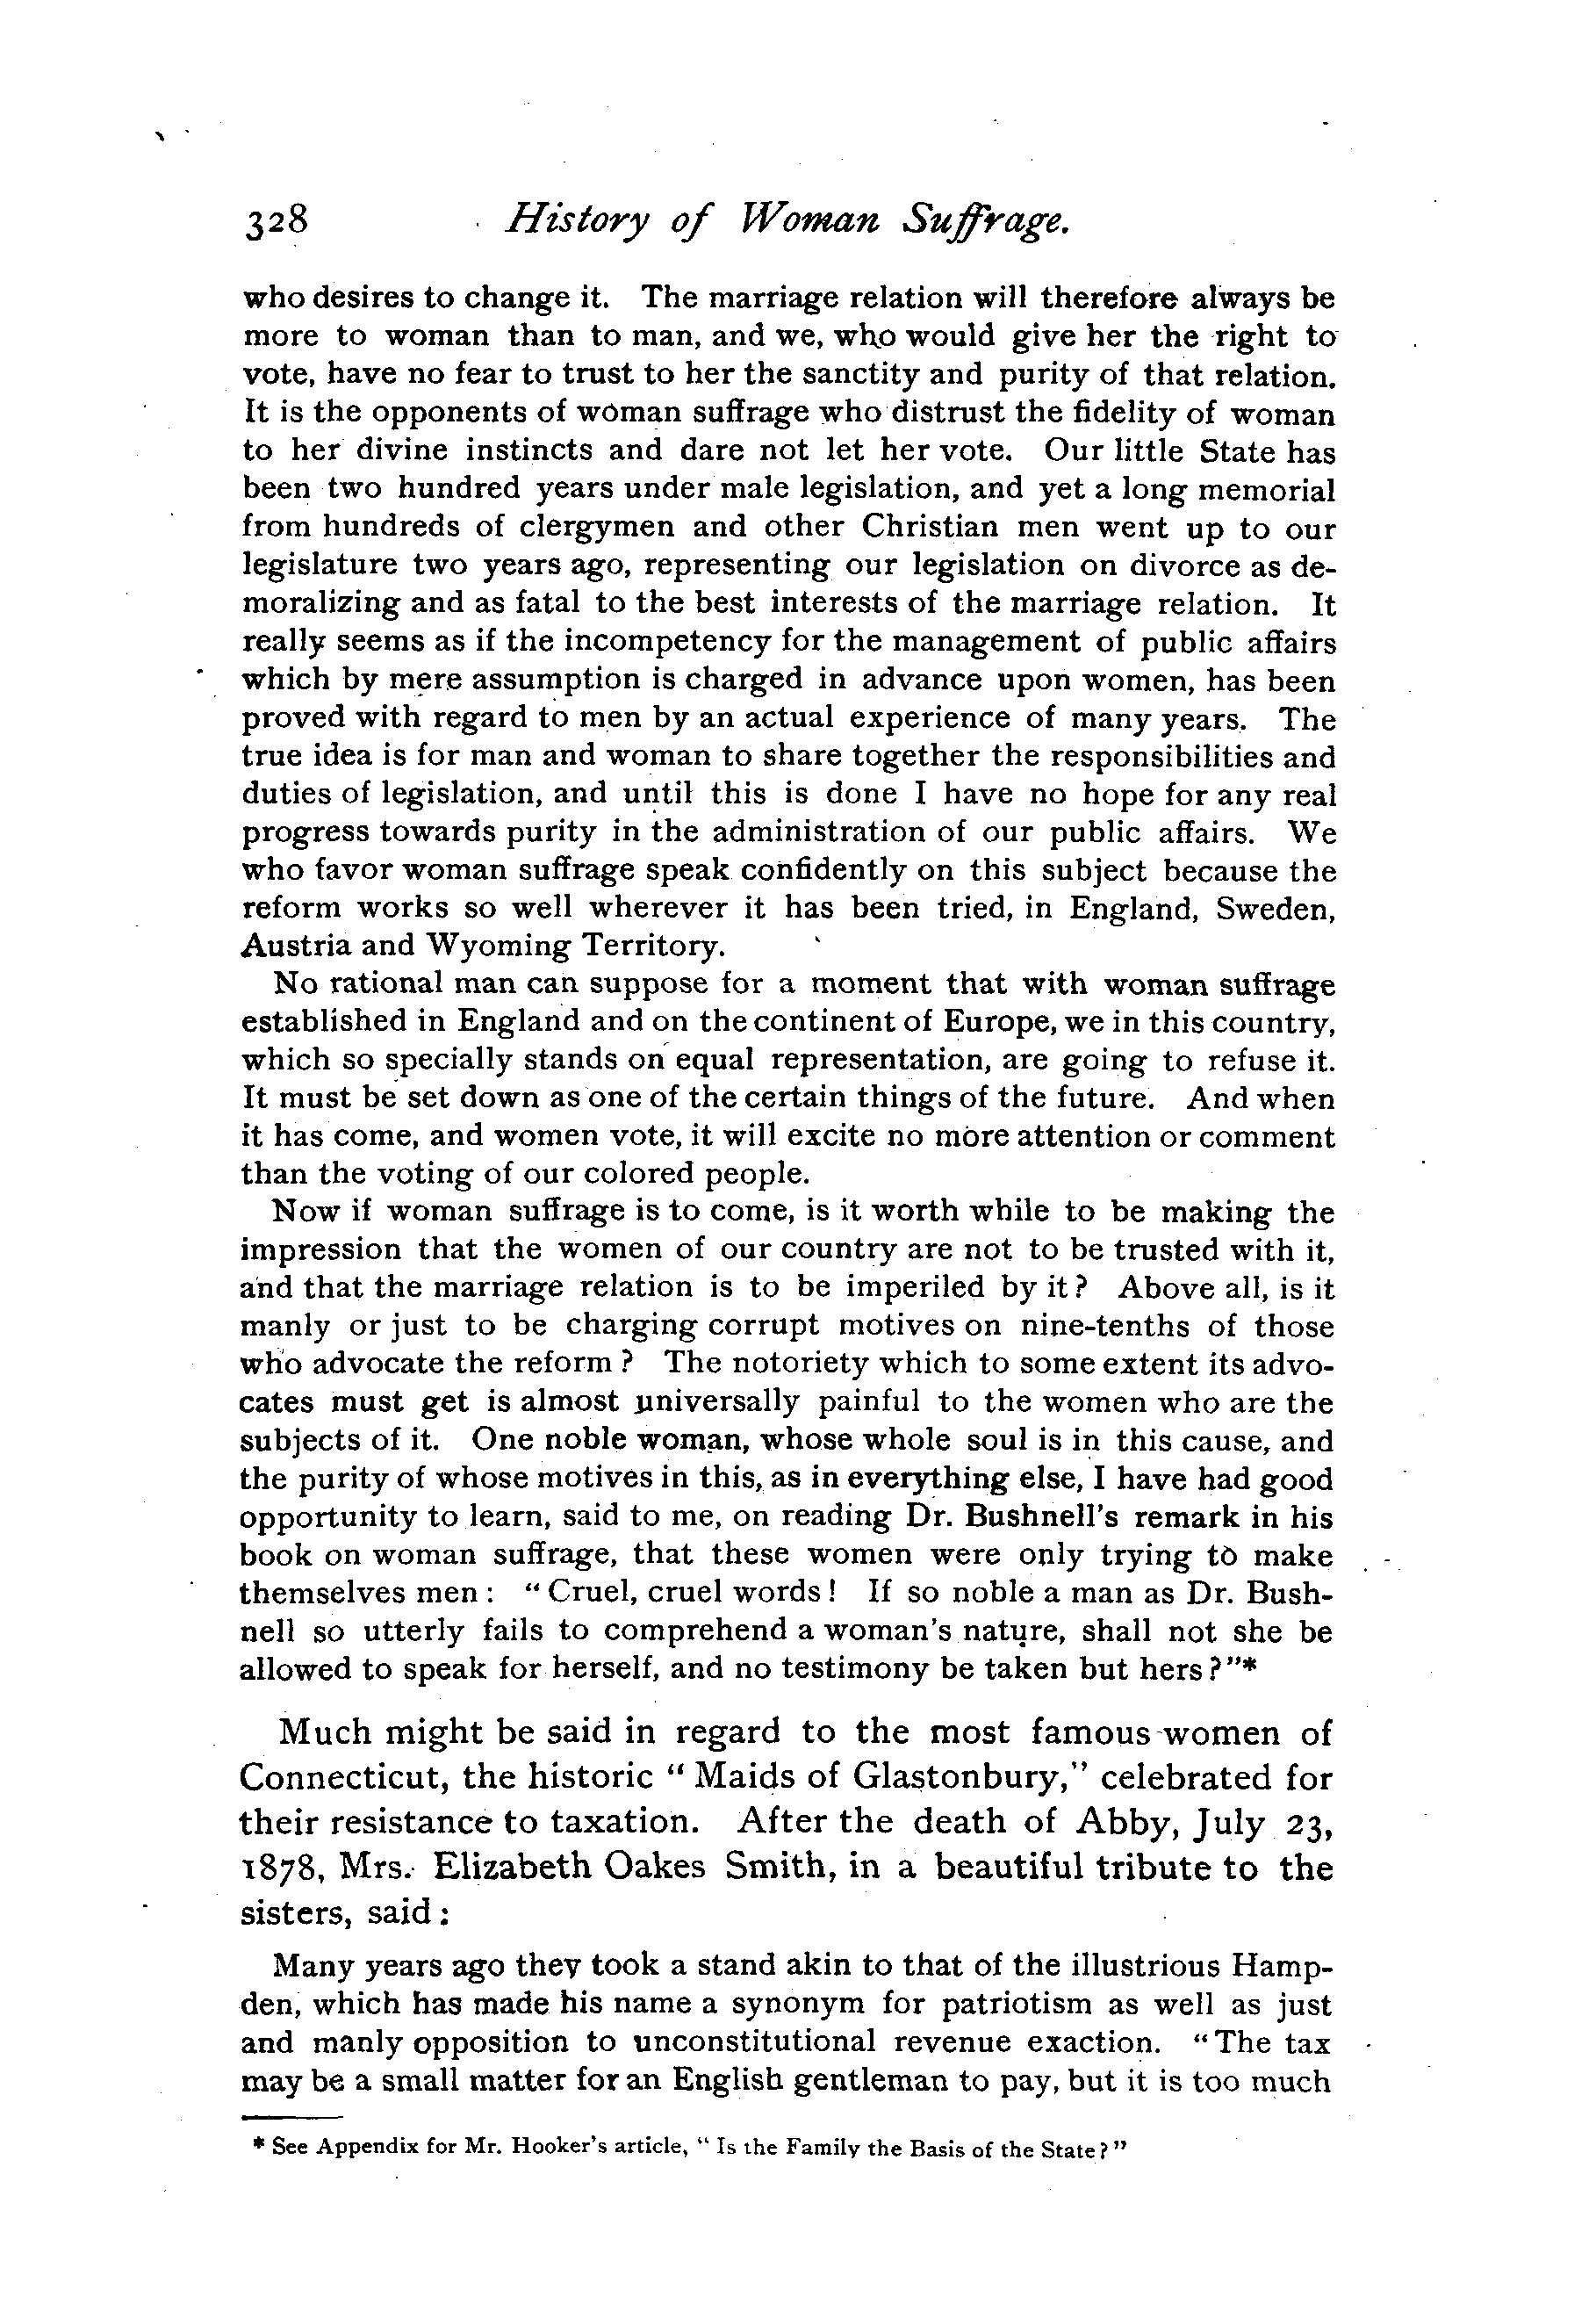 328 History of Woman Suffrage.
who desires to change it. The marriage relation will therefore always be
more to woman than to man, and we, who would give her the right to
vote, have no fear to trust to her the sanctity and purity of that relation.
It is the opponents of woman suffrage who distrust the fidelity of woman
to her divine instincts and dare not let her vote. Our little State has
been two hundred years under male legislation, and yet a long memorial
from hundreds of clergymen and other Christian men went up to our
legislature two years ago, representing our legislation on divorce as de-
moralizing and as fatal to the best interests of the marriage relation. It
really seems as if the incompetency for the management of public affairs
which by mere assumption is charged in advance upon women, has been
proved with regard to men by an actual experience of many years. The
true idea is for man and woman to share together the responsibilities and
duties of legislation, and until this is done I have no hope for any real
progress towards purity in the administration of our public affairs. We
who favor woman suffrage speak confidently on this subject because the
reform works so well wherever it has been tried, in England, Sweden,
Austria and Wyoming Territory.
No rational man can suppose for a moment that with woman suffrage
established in England and on the continent of Europe, we in this country,
which so specially stands on equal representation, are going to refuse it.
It must be set down as one of the certain things of the future. And when
it has come, and women vote, it will excite no more attention or comment
than the voting of our colored people.
Now if woman suffrage is to come, is it worth while to be making the
impression that the women of our country are not to be trusted with it,
and that the marriage relation is to be imperiled by it? Above all, is it
manly or just to be charging corrupt motives on nine-tenths of those
who advocate the reform? The notoriety which to some extent its advo-
cates must get is almost universally painful to the women who are the
subjects of it. One noble woman, whose whole soul is in this cause, and
the purity of whose motives in this, as in everything else, I have had good
opportunity to learn, said to me, on reading Dr. Bushnell's remark in his
book on woman suffrage, that these women were only trying to make
themselves men: "Cruel, cruel words! If so noble a man as Dr. Bush-
nell so utterly fails to comprehend a woman's nature, shall not she be
allowed to speak for herself, and no testimony be taken but hers?"*
Much might be said in regard to the most famous women of
Connecticut, the historic "Maids of Glastonbury," celebrated for
their resistance to taxation. After the death of Abby, July 23,
1878, Mrs. Elizabeth Oakes Smith, in a beautiful tribute to the
sisters, said:
Many years ago they took a stand akin to that of the illustrious Hamp-
den, which has made his name a synonym for patriotism as well as just
and manly opposition to unconstitutional revenue exaction. "The tax
may be a small matter for an English gentleman to pay, but it is too much
* See Appendix for Mr. Hooker's article, "Is the Family the Basis of the State?"